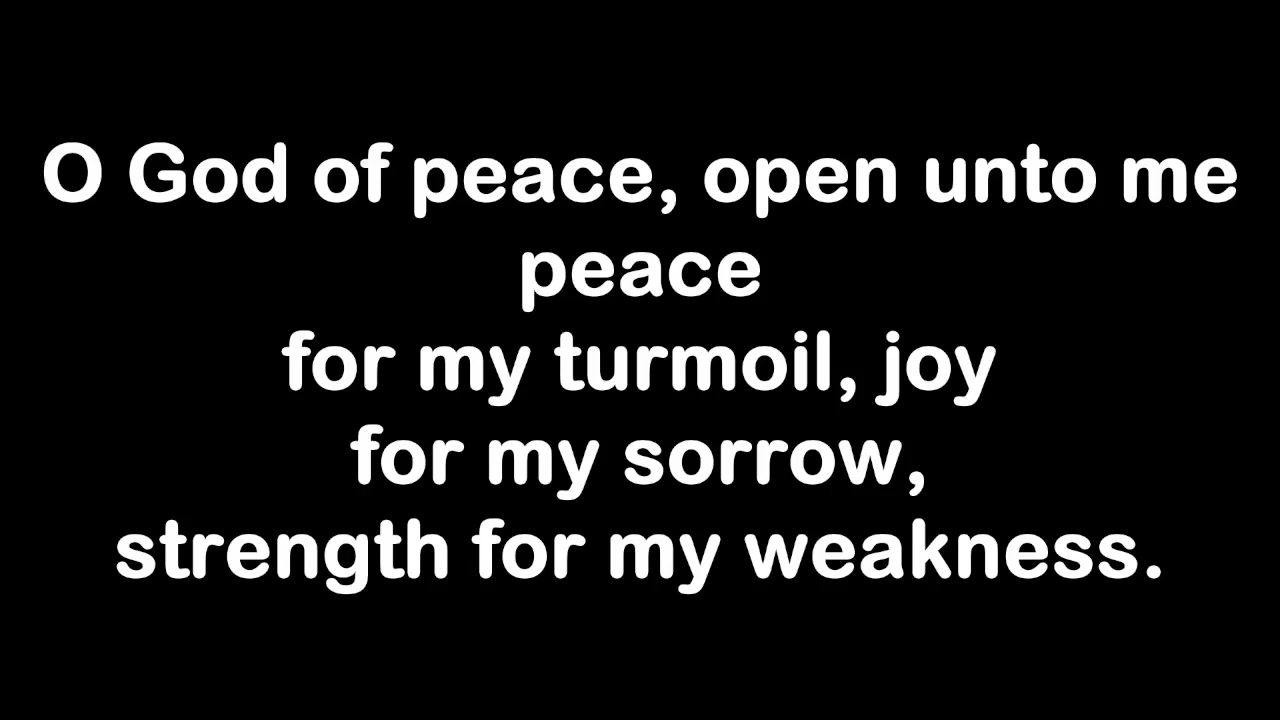 O God of peace, open unto me
peace
for my turmoil, joy
for my sorrow,
strength for my weakness.